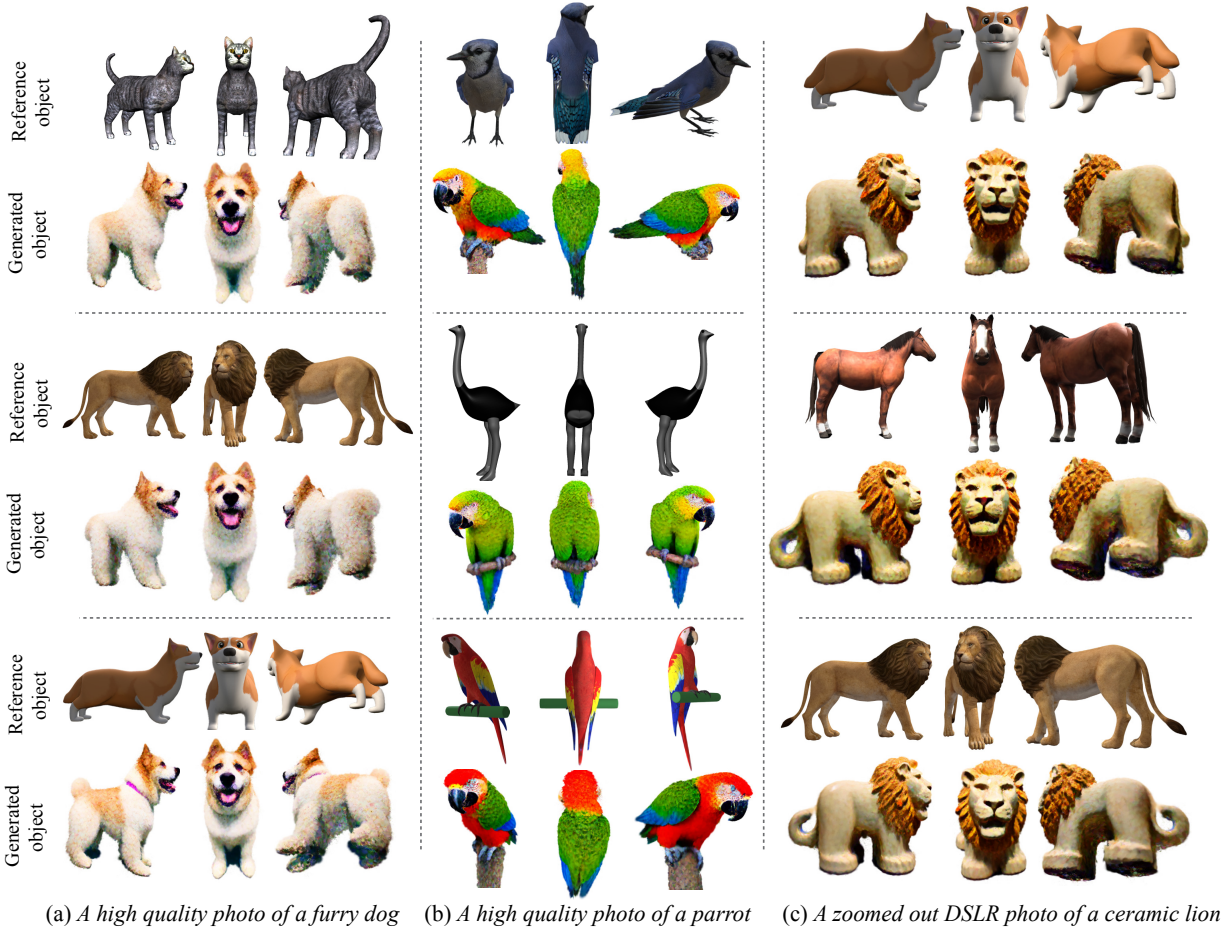 Reference
object
Generated
object
Reference
object
Generated
object
Reference
object
Generated
object
(a) A high quality photo of a furry dog
(b) A high quality photo of a parrot
(c) A zoomed out DSLR photo of a ceramic lion